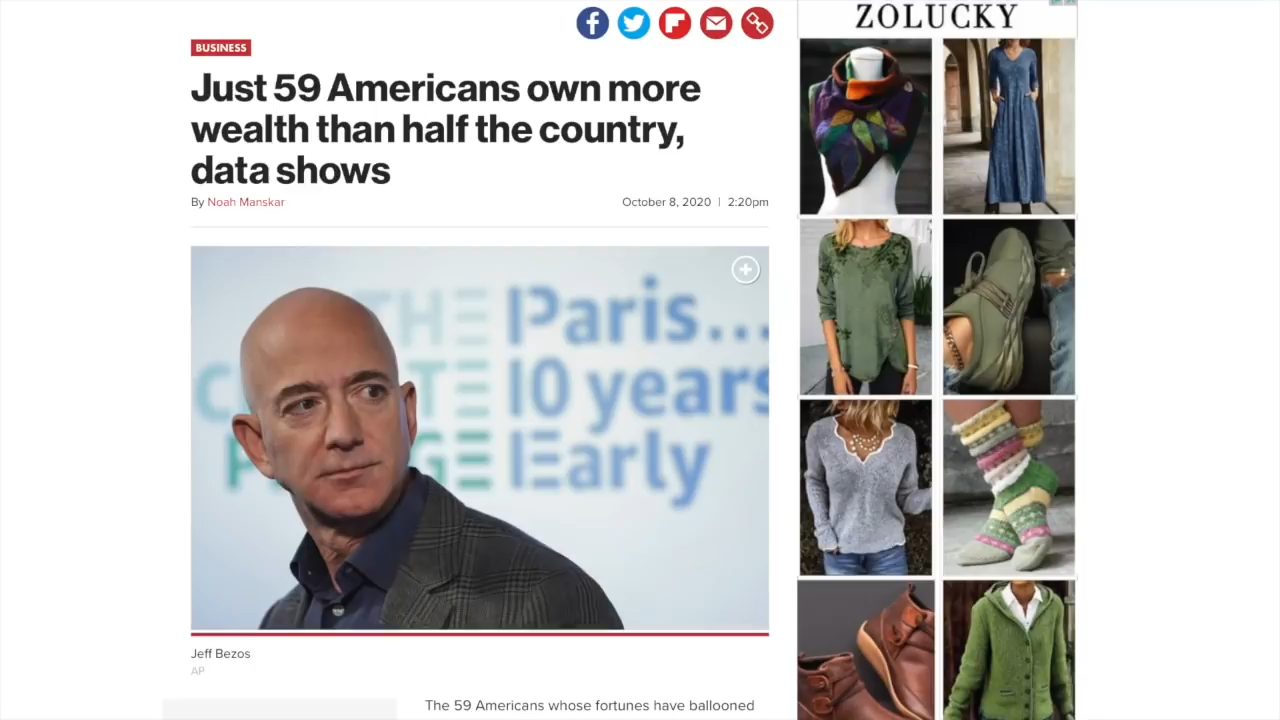 BUSINESS
Just 59 Americans own more
wealth than half the country,
data shows
By Noah Manskar
October 8, 2020 | 2:20pm
THE
Paris...
10 years
Early
Jeff Bezos
AP
The 59 Americans whose fortunes have ballooned
ZOLUCKY